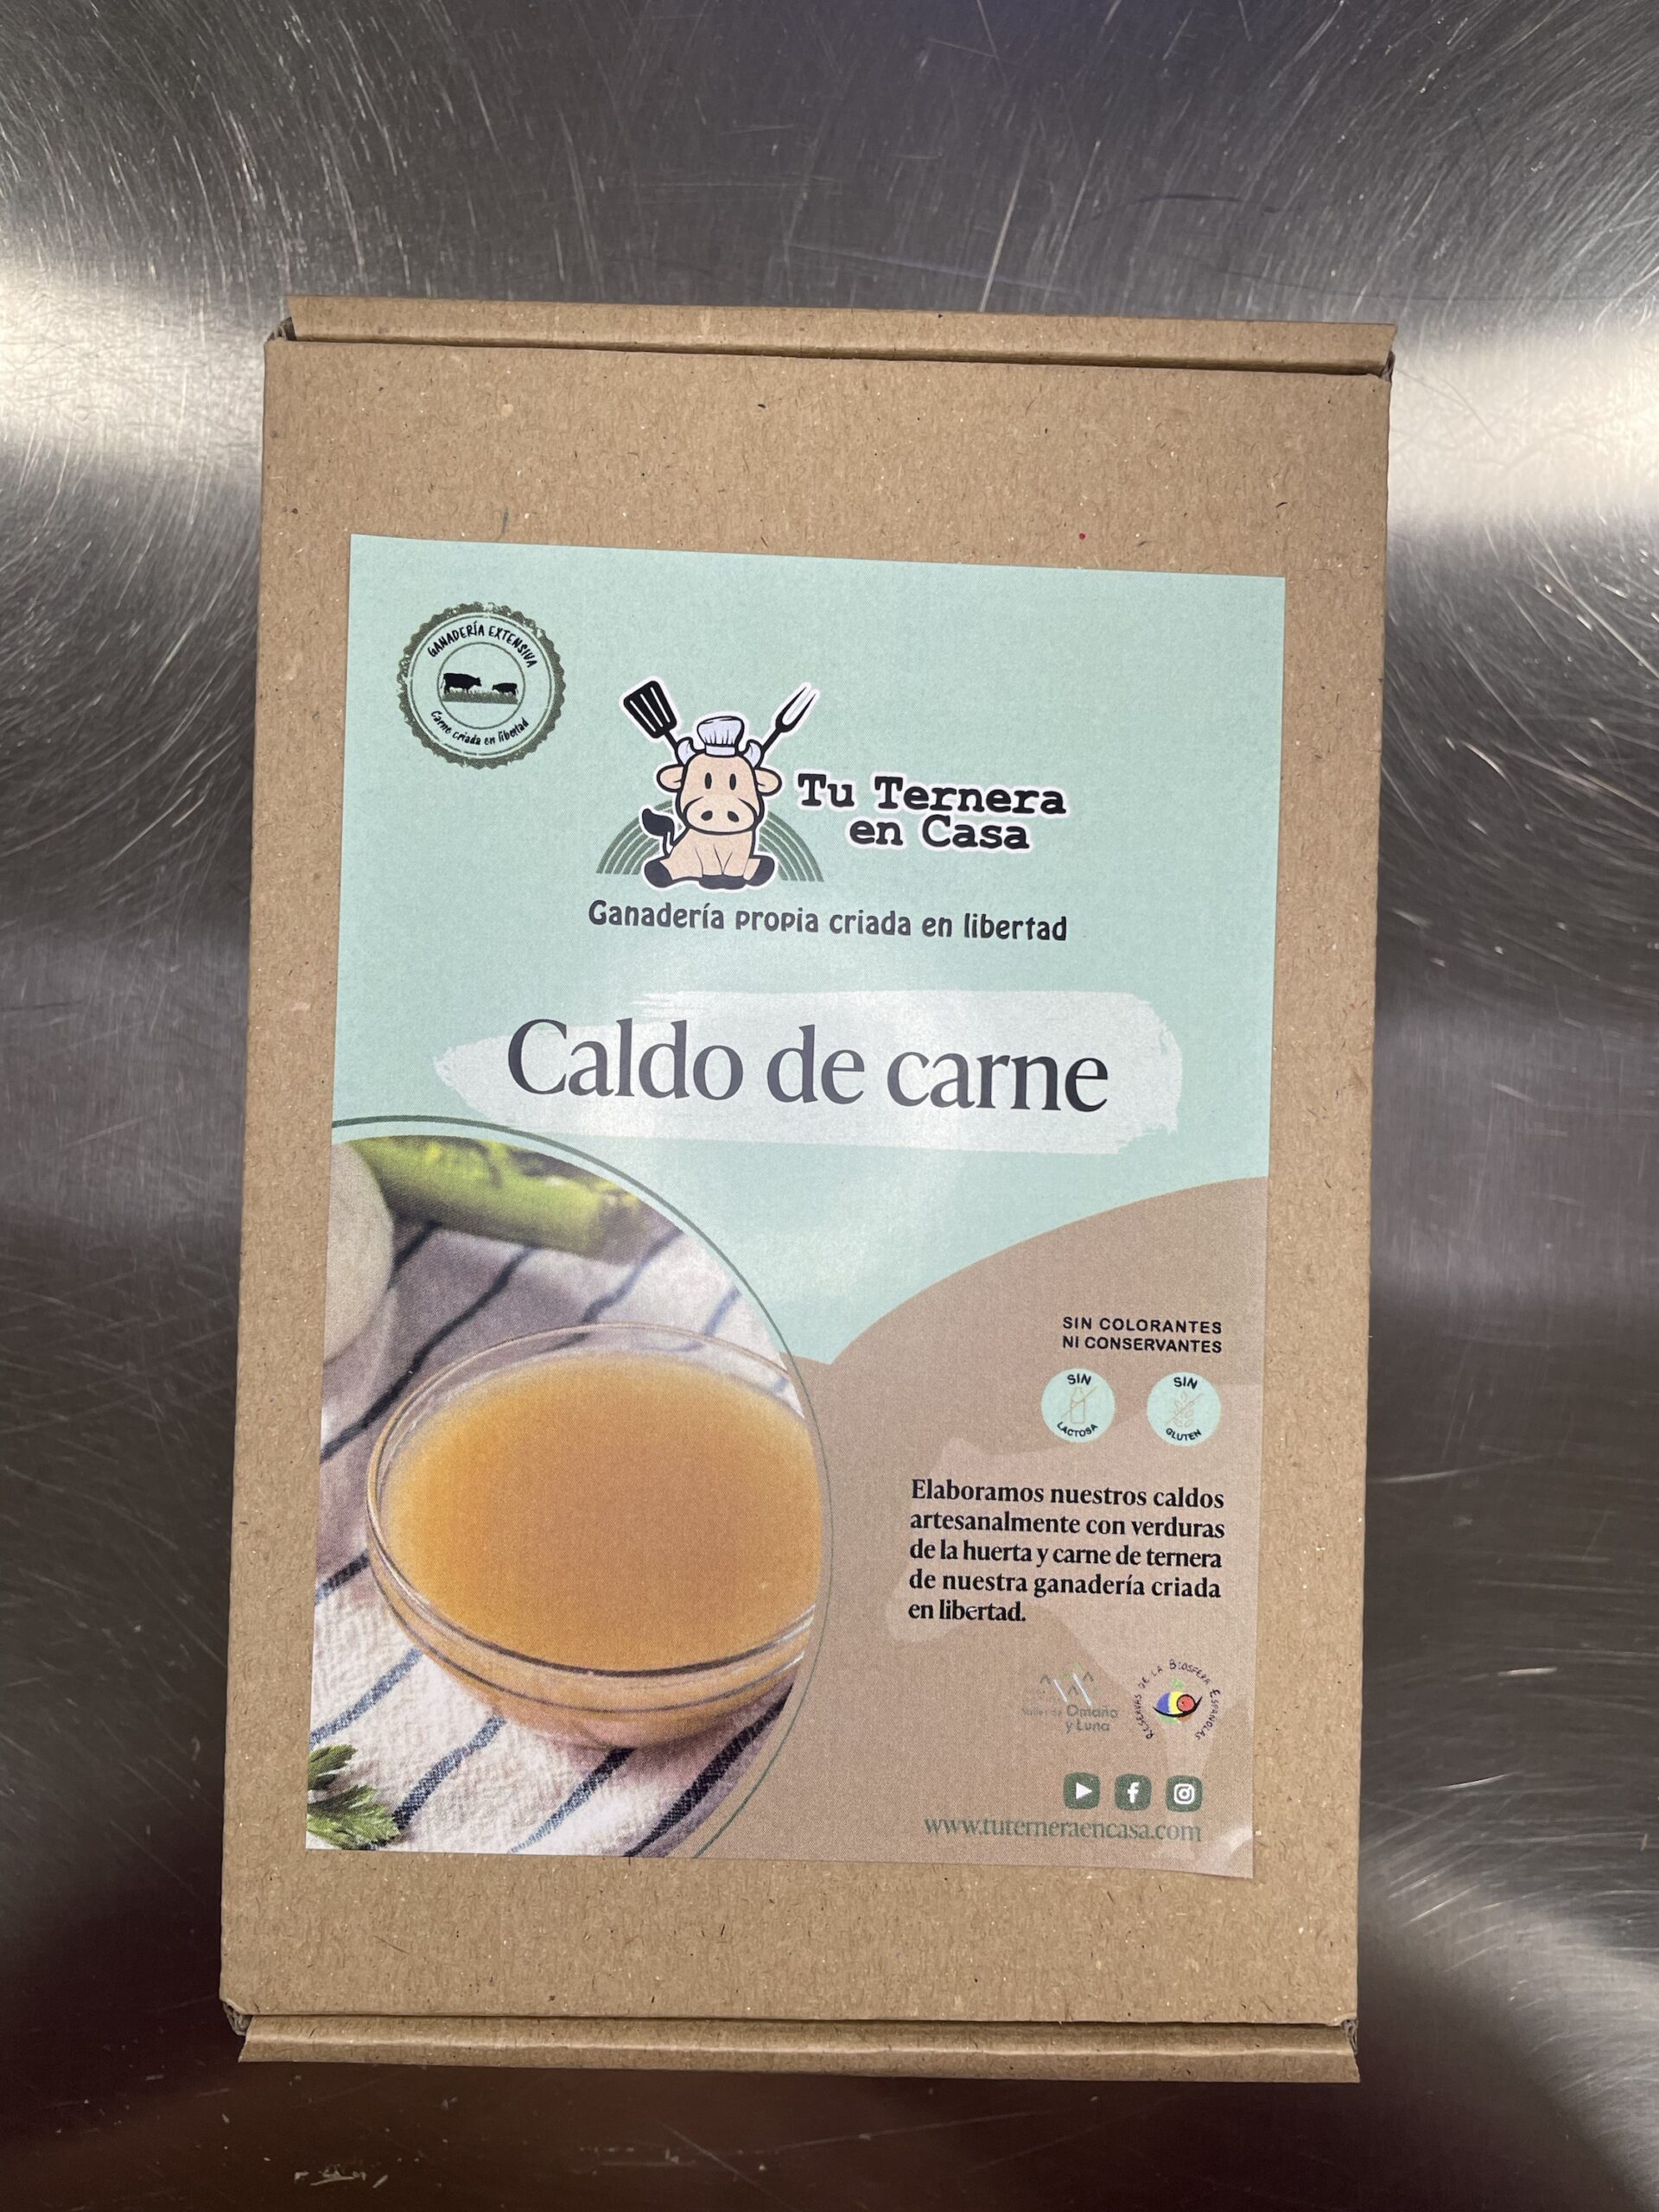 GANADERÍA EXTENSIVA
Carne criada en libertad
Tu Ternera
en Casa
Ganadería propia criada en libertad
Caldo de carne
SIN COLORANTES
NI CONSERVANTES
SIN
LACTOSA
SIN
GLUTEN
Elaboramos nuestros caldos
artesanalmente con verduras
de la huerta y carne de ternera
de nuestra ganadería criada
en libertad.
Valles de Omaña
y Luna
RESERVAS DE LA BIOSFERA ESPAÑOLAS
www.tuterneraencasa.com